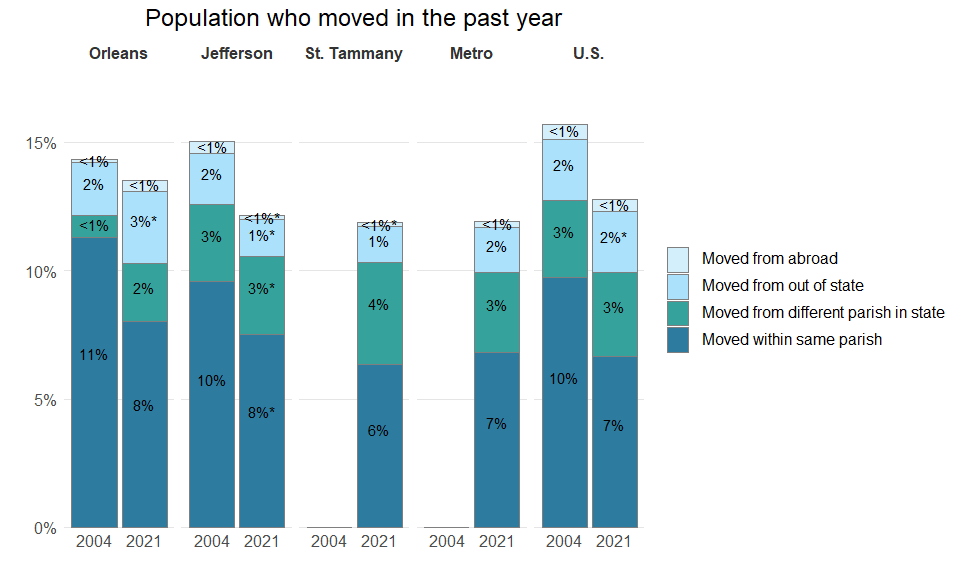 Population who moved in the past year
Orleans Jefferson St. Tammany Metro U.S.
15%
10%
5%
0%
<1% 2% <1% 11%
<1% 3%* 2% 8%
<1% 2% 3% 10%
<1%* 1%* 3%* 8%*
<1%* 1% 4% 6%
<1% 2% 3% 7%
<1% 2% 3% 10%
<1% 2%* 3% 7%
2004 2021 2004 2021 2004 2021 2004 2021 2004 2021
Moved from abroad
Moved from out of state
Moved from different parish in state
Moved within same parish